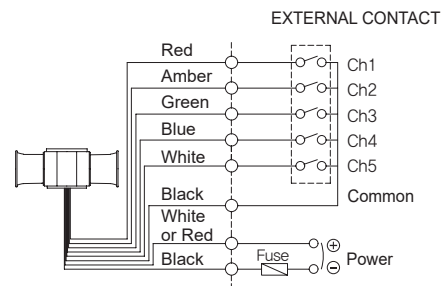 EXTERNAL CONTACT
Red
Ch1
Amber
Ch2
Green
Ch3
Blue
Ch4
White
Ch5
Black
Common
White
or Red
⊕
Fuse
Power
Black
⊖